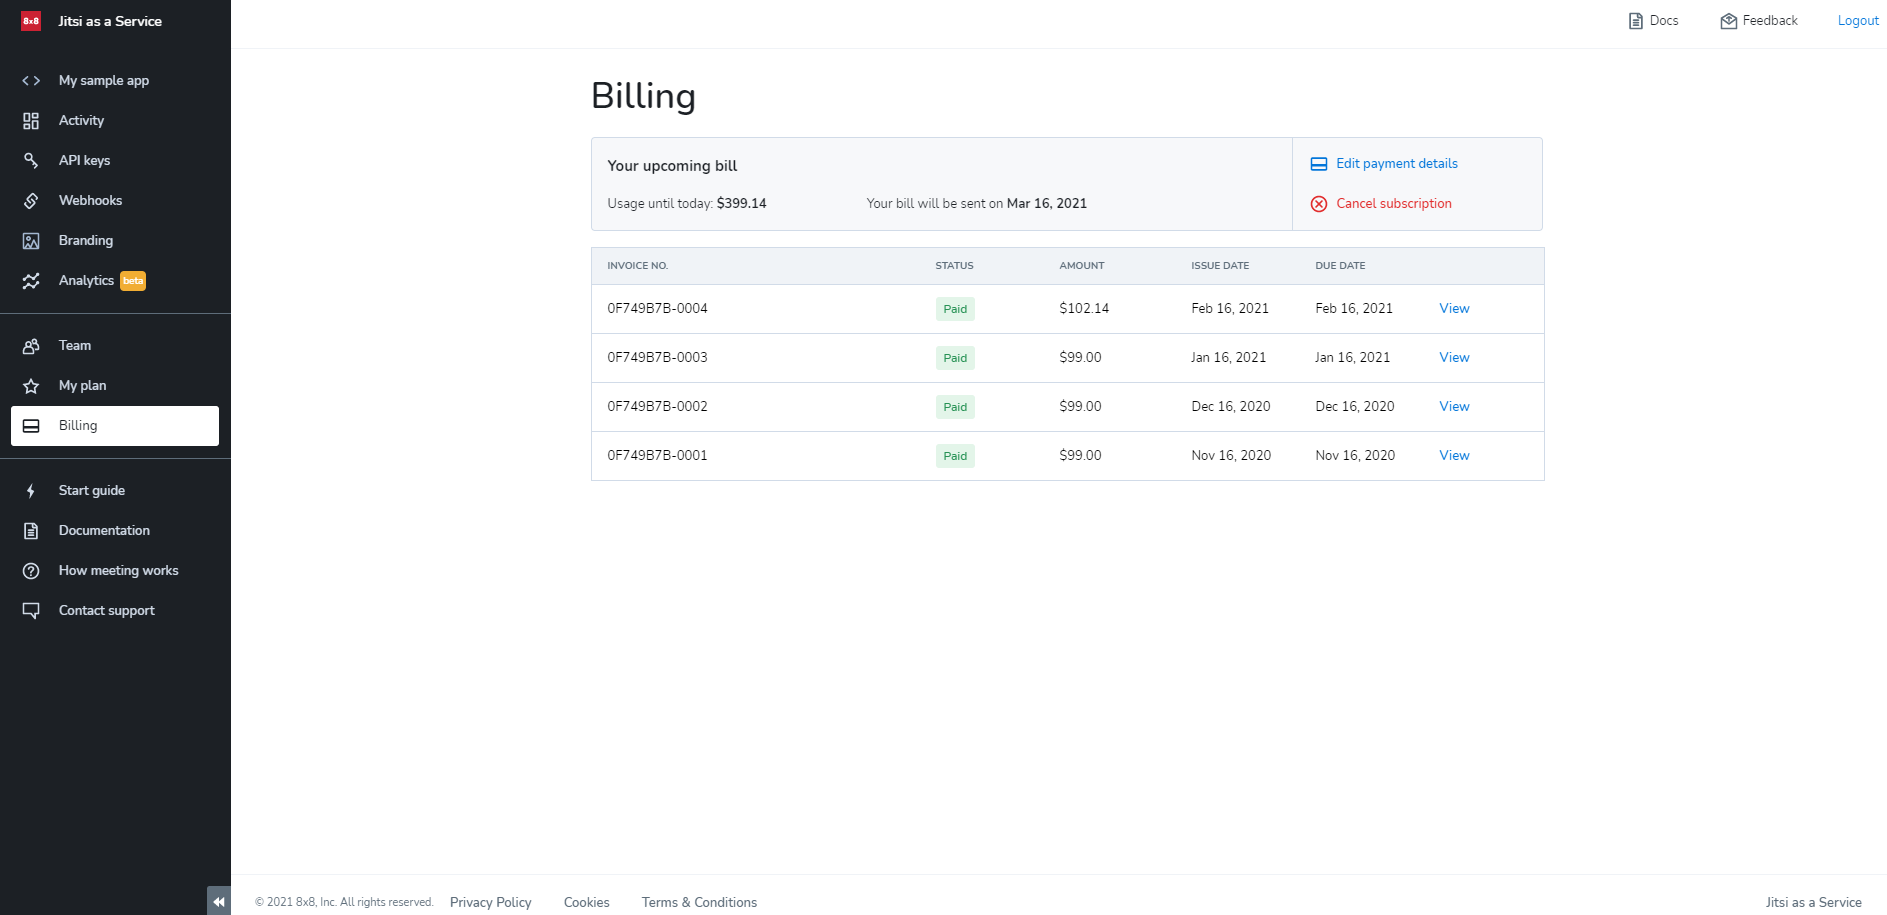 8x8 Jitsi as a Service
My sample app
Activity
API keys
Webhooks
Branding
Analytics beta
Team
My plan
Billing
Start guide
Documentation
How meeting works
Contact support
Docs Feedback Logout
Billing
Your upcoming bill
Usage until today: $399.14 Your bill will be sent on Mar 16, 2021
Edit payment details
Cancel subscription
INVOICE NO. STATUS AMOUNT ISSUE DATE DUE DATE
0F749B7B-0004 Paid $102.14 Feb 16, 2021 Feb 16, 2021 View
0F749B7B-0003 Paid $99.00 Jan 16, 2021 Jan 16, 2021 View
0F749B7B-0002 Paid $99.00 Dec 16, 2020 Dec 16, 2020 View
0F749B7B-0001 Paid $99.00 Nov 16, 2020 Nov 16, 2020 View
© 2021 8x8, Inc. All rights reserved. Privacy Policy Cookies Terms & Conditions Jitsi as a Service